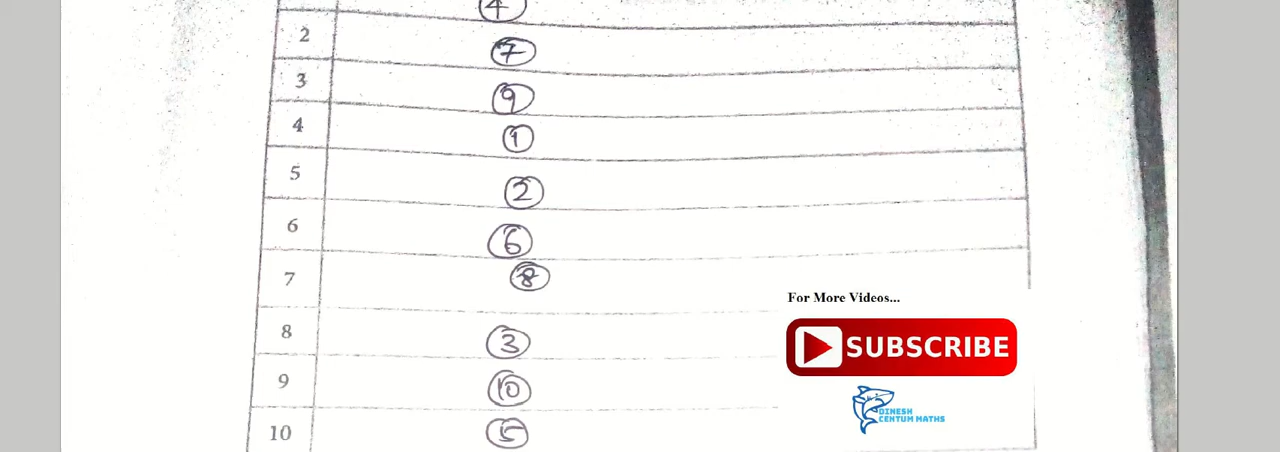 4
2 7
3 9
4 1
5 2
6 6
7 8
8 3
9 10
10 5
For More Videos...
SUBSCRIBE
DINESH
CENTUM MATHS